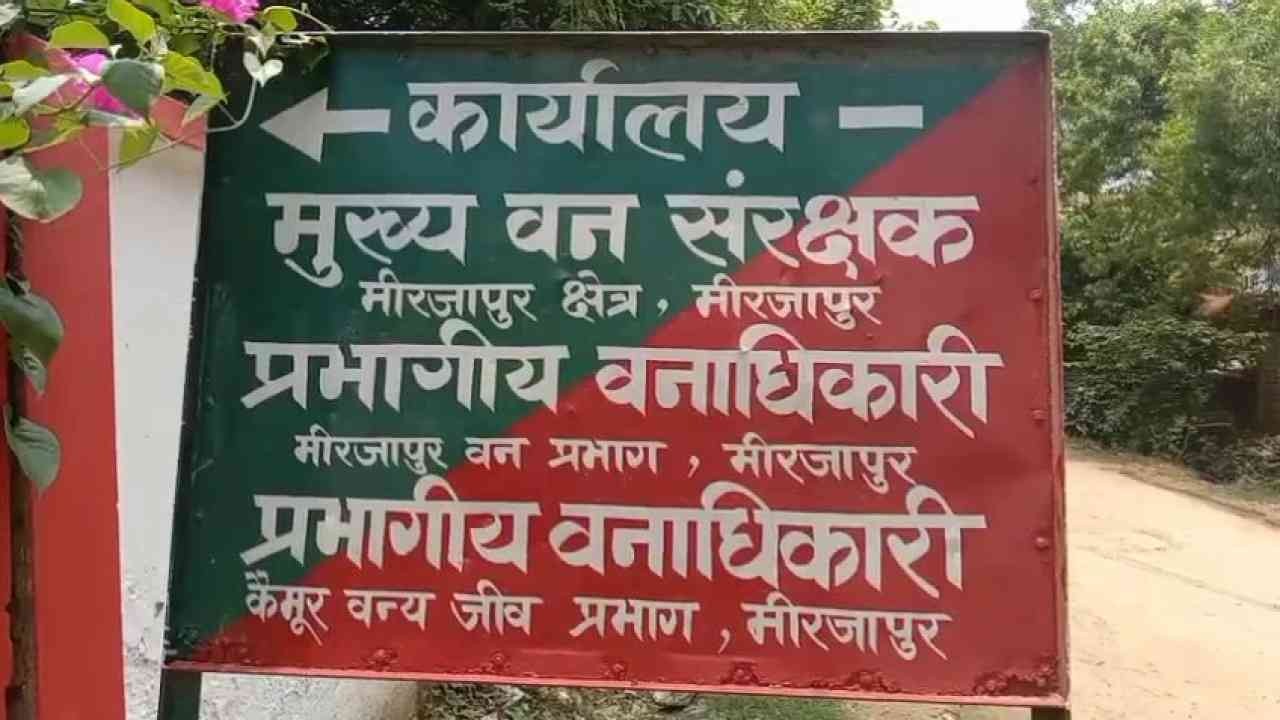 ← कार्यालय –
मुख्य वन संरक्षक
मीरजापुर क्षेत्र, मीरजापुर
प्रभागीय वनाधिकारी
मीरजापुर वन प्रभाग, मीरजापुर
प्रभागीय वनाधिकारी
कैमूर वन्य जीव प्रभाग, मीरजापुर